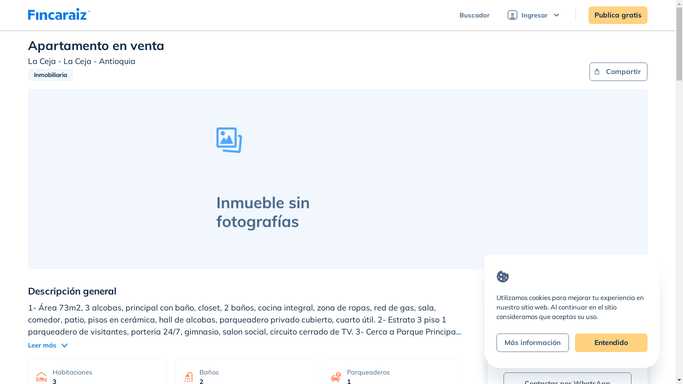 Fincaraiz
Buscador
Ingresar
Publica gratis
Apartamento en venta
La Ceja - La Ceja - Antioquia
Inmobiliaria
Compartir
Inmueble sin
fotografías
Descripción general
1- Área 73m2, 3 alcobas, principal con baño, closet, 2 baños, cocina integral, zona de ropas, red de gas, sala,
comedor, patio, pisos en cerámica, hall de alcobas, parqueadero privado cubierto, cuarto útil. 2- Estrato 3 piso 1
parqueadero de visitantes, portería 24/7, gimnasio, salon social, circuito cerrado de TV. 3- Cerca a Parque Principa...
Leer más
Habitaciones
3
Baños
2
Parqueaderos
1
Utilizamos cookies para mejorar tu experiencia en
nuestro sitio web. Al continuar en el sitio
consideramos que aceptas su uso.
Más información
Entendido
Contactar por WhatsApp